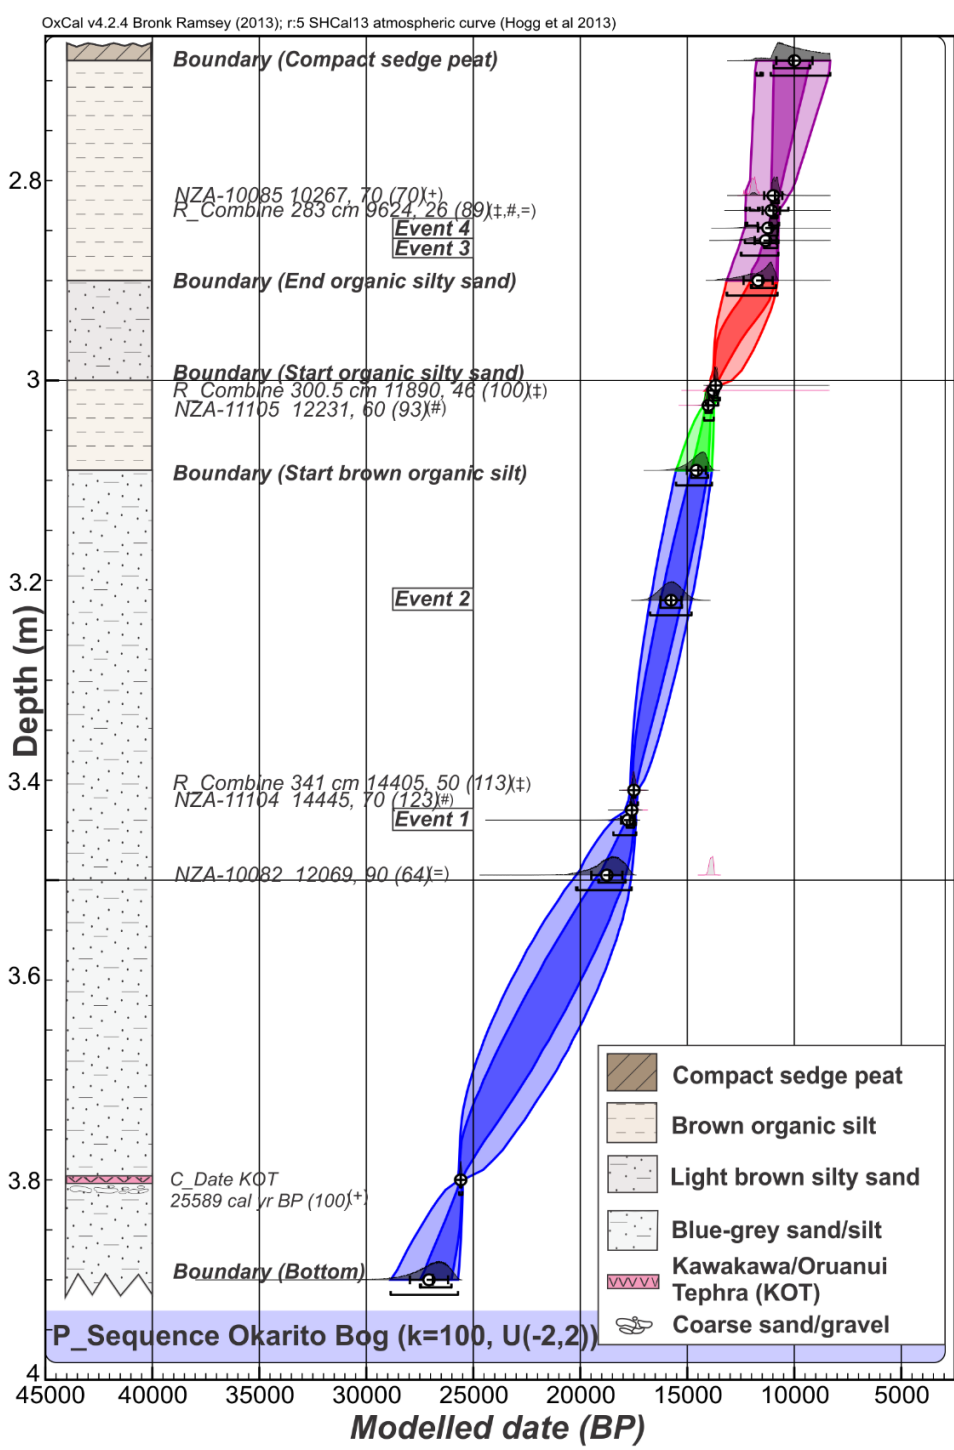 OxCal v4.2.4 Bronk Ramsey (2013); r:5 SHCal13 atmospheric curve (Hogg et al 2013)
Boundary (Compact sedge peat)
2.8
NZA-10085 10267, 70 (70)(+)
R_Combine 283 cm 9624, 26 (89)(‡,#,=)
Event 4
Event 3
Boundary (End organic silty sand)
Boundary (Start organic silty sand)
3
R_Combine 300.5 cm 11890, 46 (100)(‡)
NZA-11105 12231, 60 (93)(#)
Boundary (Start brown organic silt)
3.2
Event 2
Depth (m)
3.4
R_Combine 341 cm 14405, 50 (113)(‡)
NZA-11104 14445, 70 (123)(#)
Event 1
NZA-10082 12069, 90 (64)(=)
3.6
Compact sedge peat
Brown organic silt
Light brown silty sand
Blue-grey sand/silt
Kawakawa/Oruanui
Tephra (KOT)
Coarse sand/gravel
3.8
C_Date KOT
25589 cal yr BP (100)(+)
Boundary (Bottom)
P_Sequence Okarito Bog (k=100, U(-2,2))
4
45000 40000 35000 30000 25000 20000 15000 10000 5000
Modelled date (BP)